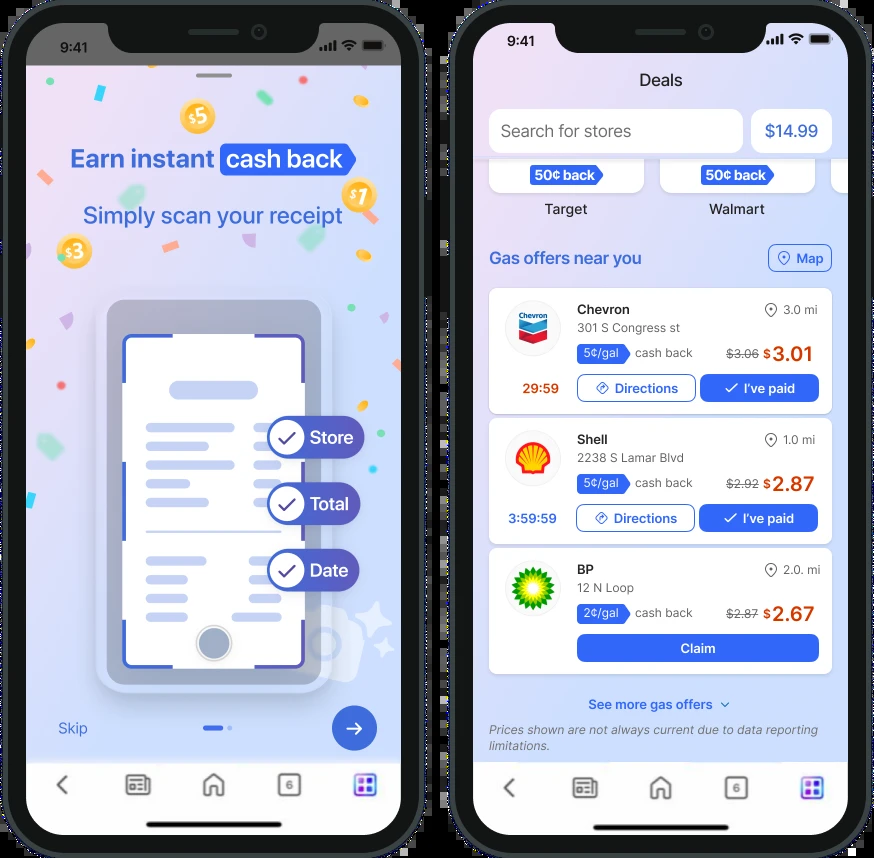 9:41
$5
Earn instant cash back
$1
Simply scan your receipt
$3
Store
Total
Date
Skip
6
9:41
Deals
Search for stores
$14.99
50¢ back
50¢ back
Target
Walmart
Gas offers near you
Map
Chevron
Chevron
3.0 mi
301 S Congress st
5¢/gal cash back $3.06 $3.01
29:59 Directions I've paid
Shell
1.0 mi
2238 S Lamar Blvd
5¢/gal cash back $2.92 $2.87
3:59:59 Directions I've paid
BP
2.0. mi
12 N Loop
2¢/gal cash back $2.87 $2.67
Claim
See more gas offers
Prices shown are not always current due to data reporting
limitations.
6